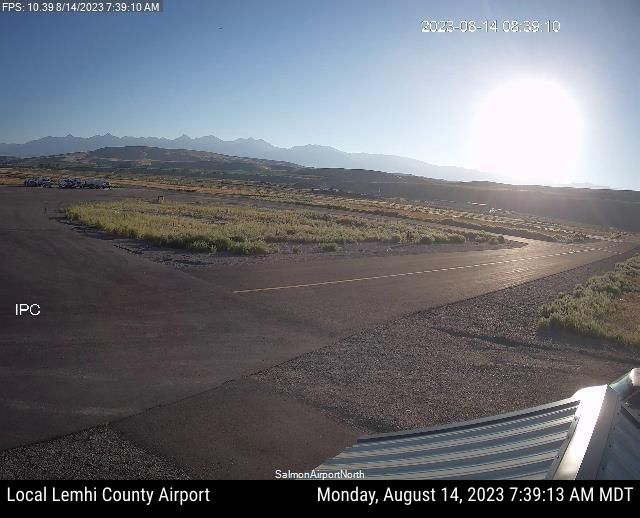 FPS: 10.39 8/14/2023 7:39:10 AM
2023-08-14 08:39:10
IPC
SalmonAirportNorth
Local Lemhi County Airport Monday, August 14, 2023 7:39:13 AM MDT